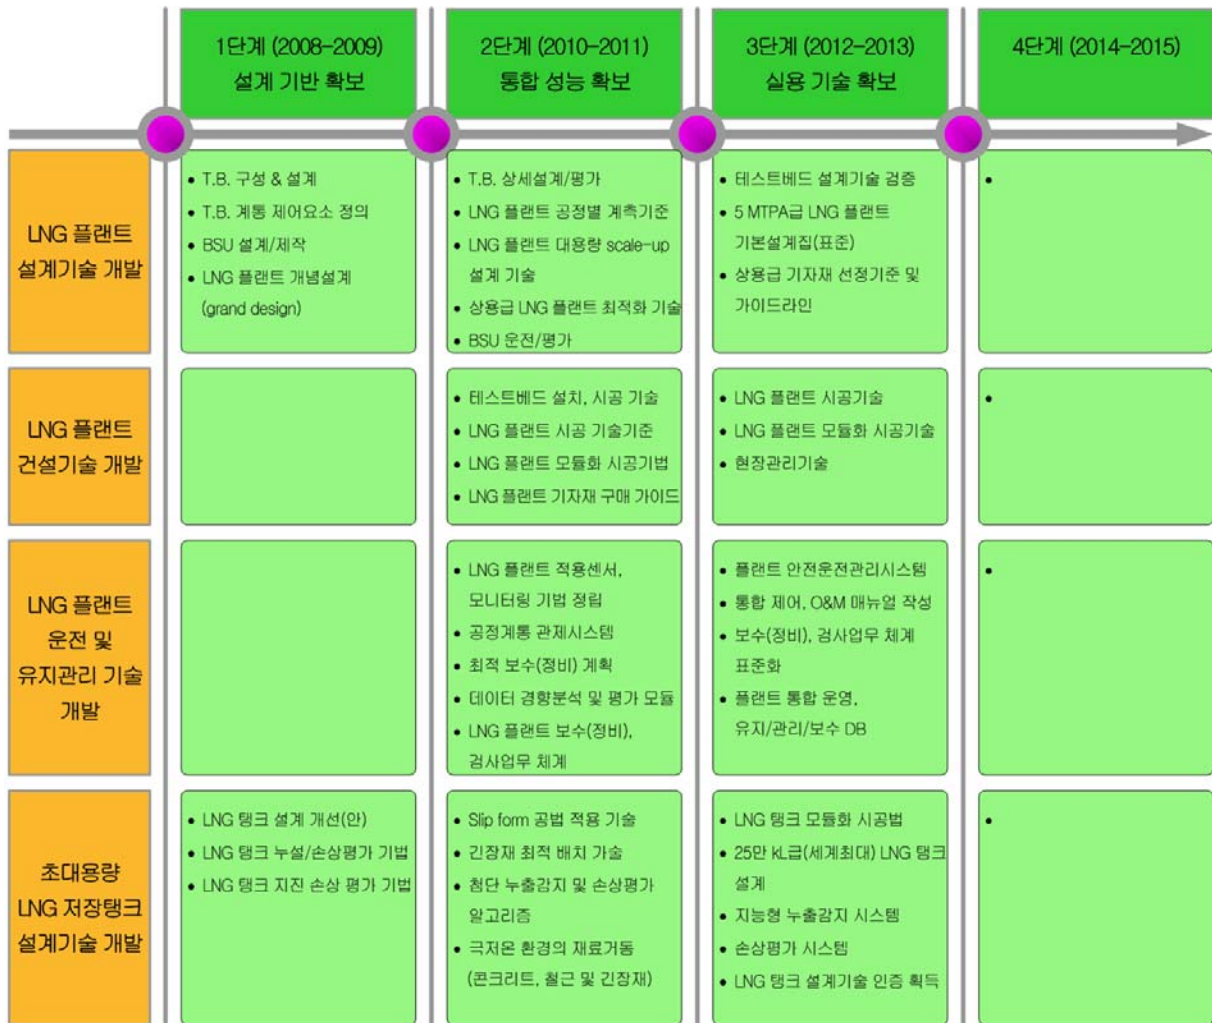 1단계 (2008-2009)
설계 기반 확보
2단계 (2010-2011)
통합 성능 확보
3단계 (2012-2013)
실용 기술 확보
4단계 (2014-2015)
LNG 플랜트
설계기술 개발
• T.B. 구성 & 설계
• T.B. 계통 제어요소 정의
• BSU 설계/제작
• LNG 플랜트 개념설계
(grand design)
• T.B. 상세설계/평가
• LNG 플랜트 공정별 계측기준
• LNG 플랜트 대용량 scale-up
설계 기술
• 상용급 LNG 플랜트 최적화 기술
• BSU 운전/평가
• 테스트베드 설계기술 검증
• 5 MTPA급 LNG 플랜트
기본설계집(표준)
• 상용급 기자재 선정기준 및
가이드라인
•
LNG 플랜트
건설기술 개발
• 테스트베드 설치, 시공 기술
• LNG 플랜트 시공 기술기준
• LNG 플랜트 모듈화 시공기법
• LNG 플랜트 기자재 구매 가이드
• LNG 플랜트 시공기술
• LNG 플랜트 모듈화 시공기술
• 현장관리기술
•
LNG 플랜트
운전 및
유지관리 기술
개발
• LNG 플랜트 적용센서,
모니터링 기법 정립
• 공정계통 관제시스템
• 최적 보수(정비) 계획
• 데이터 경향분석 및 평가 모듈
• LNG 플랜트 보수(정비),
검사업무 체계
• 플랜트 안전운전관리시스템
• 통합 제어, O&M 매뉴얼 작성
• 보수(정비), 검사업무 체계
표준화
• 플랜트 통합 운영,
유지/관리/보수 DB
•
초대용량
LNG 저장탱크
설계기술 개발
• LNG 탱크 설계 개선(안)
• LNG 탱크 누설/손상평가 기법
• LNG 탱크 지진 손상 평가 기법
• Slip form 공법 적용 기술
• 긴장재 최적 배치 가술
• 첨단 누출감지 및 손상평가
알고리즘
• 극저온 환경의 재료거동
(콘크리트, 철근 및 긴장재)
• LNG 탱크 모듈화 시공법
• 25만 kL급(세계최대) LNG 탱크
설계
• 지능형 누출감지 시스템
• 손상평가 시스템
• LNG 탱크 설계기술 인증 획득
•